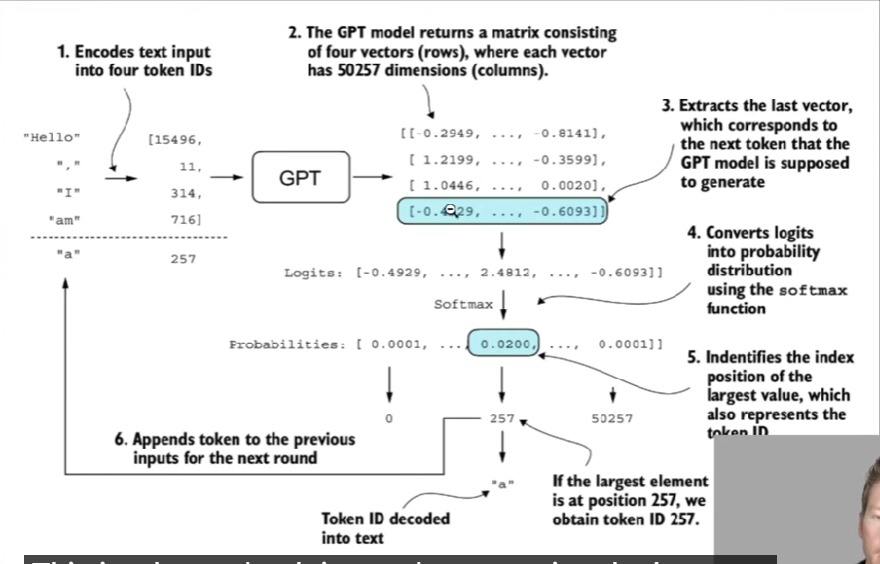 1. Encodes text input
into four token IDs
2. The GPT model returns a matrix consisting
of four vectors (rows), where each vector
has 50257 dimensions (columns).
3. Extracts the last vector,
which corresponds to
the next token that the
GPT model is supposed
to generate
"Hello" [15496,
"," 11,
"I" 314,
"am" 716]
"a" 257
GPT
[[-0.2949, ..., -0.8141],
[ 1.2199, ..., -0.3599],
[ 1.0446, ..., 0.0020],
[-0.4929, ..., -0.6093]]
4. Converts logits
into probability
distribution
using the softmax
function
Logits: [-0.4929, ..., 2.4812, ..., -0.6093]]
Softmax
Probabilities: [ 0.0001, ..., 0.0200, ..., 0.0001]]
5. Indentifies the index
position of the
largest value, which
also represents the
token ID
0 257 50257
6. Appends token to the previous
inputs for the next round
"a"
If the largest element
is at position 257, we
obtain token ID 257.
Token ID decoded
into text